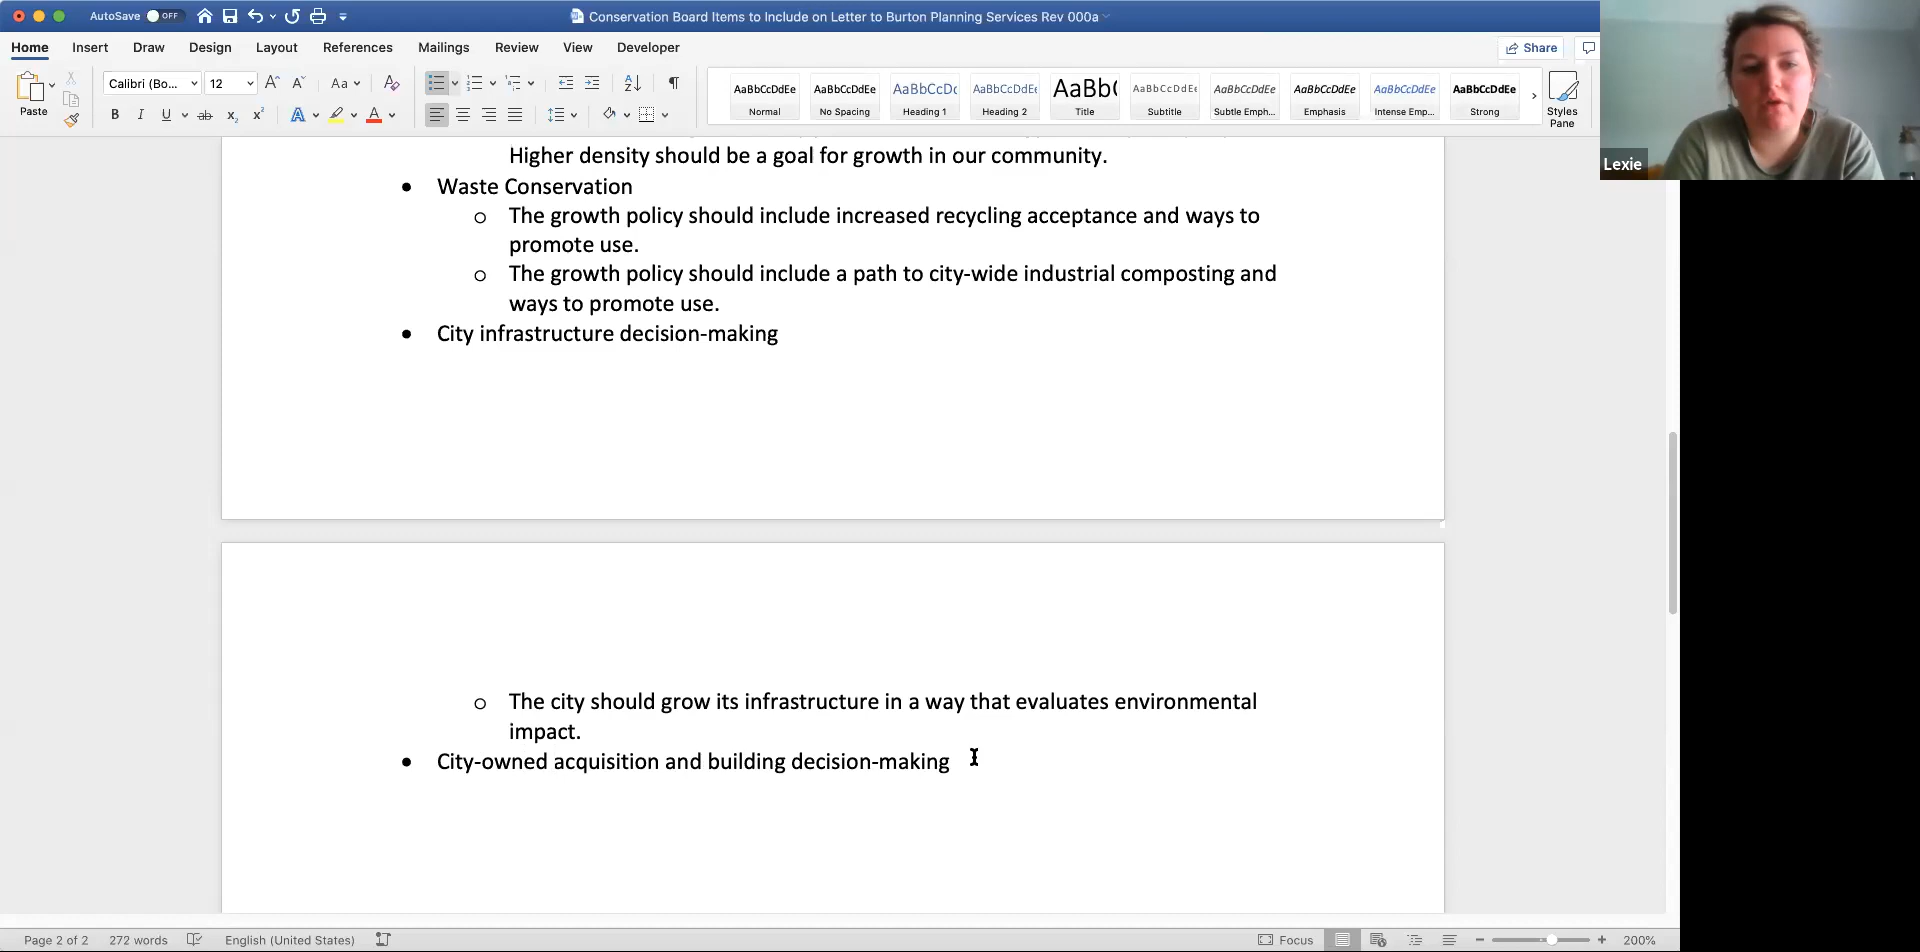 AutoSave OFF
Conservation Board Items to Include on Letter to Burton Planning Services Rev 000a
Home Insert Draw Design Layout References Mailings Review View Developer
Share
Paste
Calibri (Bo... 12
Aa
AaBbCcDdEe Normal
AaBbCcDdEe No Spacing
AaBbCcDc Heading 1
AaBbCcDdEe Heading 2
AaBb( Title
AaBbCcDdEe Subtitle
AaBbCcDdEe Subtle Emph...
AaBbCcDdEe Emphasis
AaBbCcDdEe Intense Emp...
AaBbCcDdEe Strong
Styles Pane
Lexie
Higher density should be a goal for growth in our community.
• Waste Conservation
o The growth policy should include increased recycling acceptance and ways to
promote use.
o The growth policy should include a path to city-wide industrial composting and
ways to promote use.
• City infrastructure decision-making
o The city should grow its infrastructure in a way that evaluates environmental
impact.
• City-owned acquisition and building decision-making
Page 2 of 2 272 words English (United States) Focus 200%